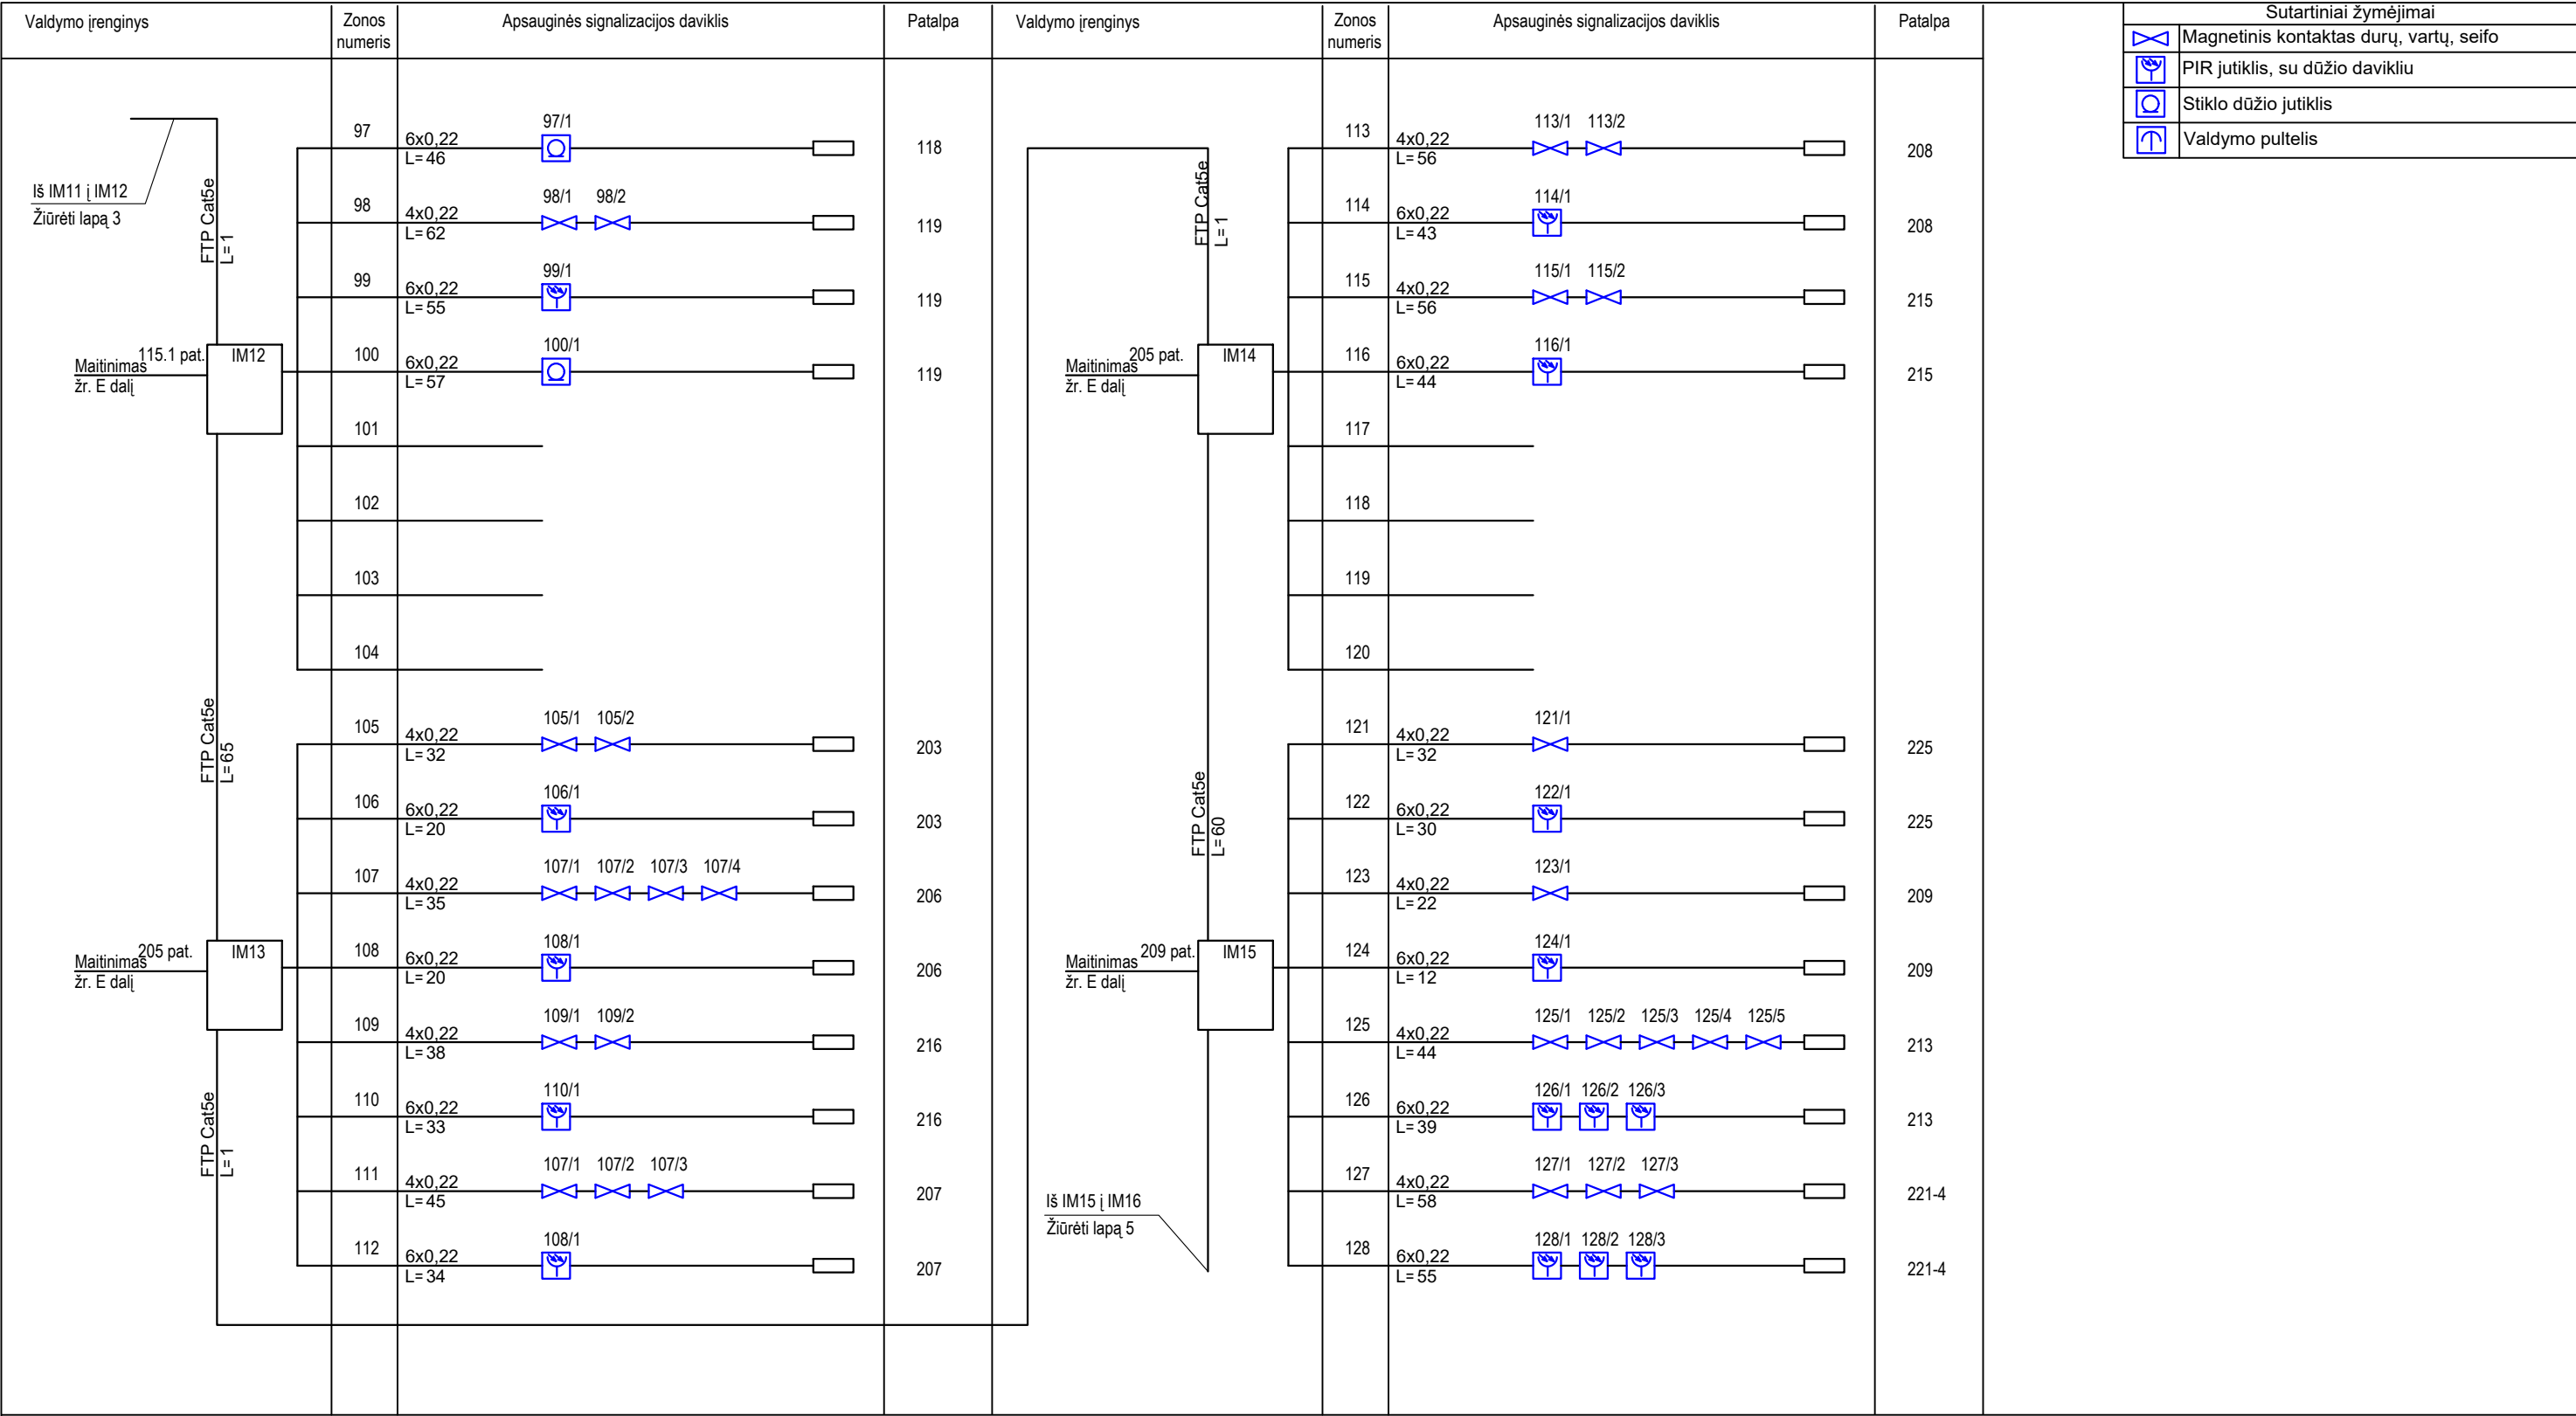 Valdymo įrenginys
Zonos
numeris
Apsauginės signalizacijos daviklis
Patalpa
Valdymo įrenginys
Zonos
numeris
Apsauginės signalizacijos daviklis
Patalpa
Sutartiniai žymėjimai
Magnetinis kontaktas durų, vartų, seifo
PIR jutiklis, su dūžio davikliu
Stiklo dūžio jutiklis
Valdymo pultelis
Iš IM11 į IM12
Žiūrėti lapą 3
FTP Cat5e
L=1
115.1 pat.
Maitinimas
žr. E dalį
IM12
97
6x0,22
L=46
97/1
118
98
4x0,22
L=62
98/1 98/2
119
99
6x0,22
L=55
99/1
119
100
6x0,22
L=57
100/1
119
101
102
103
104
FTP Cat5e
L=65
205 pat.
Maitinimas
žr. E dalį
IM13
105
4x0,22
L=32
105/1 105/2
203
106
6x0,22
L=20
106/1
203
107
4x0,22
L=35
107/1 107/2 107/3 107/4
206
108
6x0,22
L=20
108/1
206
109
4x0,22
L=38
109/1 109/2
216
110
6x0,22
L=33
110/1
216
111
4x0,22
L=45
107/1 107/2 107/3
207
112
6x0,22
L=34
108/1
207
FTP Cat5e
L=1
FTP Cat5e
L=1
205 pat.
Maitinimas
žr. E dalį
IM14
113
4x0,22
L=56
113/1 113/2
208
114
6x0,22
L=43
114/1
208
115
4x0,22
L=56
115/1 115/2
215
116
6x0,22
L=44
116/1
215
117
118
119
120
FTP Cat5e
L=60
209 pat.
Maitinimas
žr. E dalį
IM15
121
4x0,22
L=32
121/1
225
122
6x0,22
L=30
122/1
225
123
4x0,22
L=22
123/1
209
124
6x0,22
L=12
124/1
209
125
4x0,22
L=44
125/1 125/2 125/3 125/4 125/5
213
126
6x0,22
L=39
126/1 126/2 126/3
213
127
4x0,22
L=58
127/1 127/2 127/3
221-4
128
6x0,22
L=55
128/1 128/2 128/3
221-4
Iš IM15 į IM16
Žiūrėti lapą 5